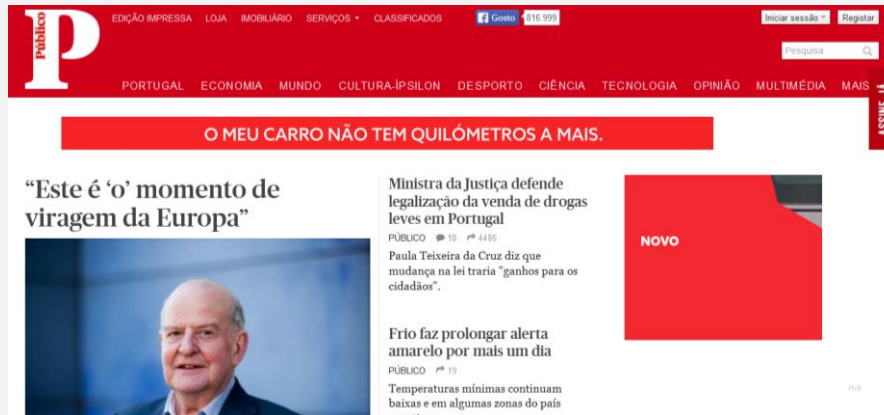 Público
P
EDIÇÃO IMPRESSA LOJA IMOBILIÁRIO SERVIÇOS CLASSIFICADOS Gosto 816.999 Iniciar sessão Registar
Pesquisa
PORTUGAL ECONOMIA MUNDO CULTURA-ÍPSILON DESPORTO CIÊNCIA TECNOLOGIA OPINIÃO MULTIMÉDIA MAIS
O MEU CARRO NÃO TEM QUILÓMETROS A MAIS.
“Este é ‘o’ momento de
viragem da Europa”
Ministra da Justiça defende
legalização da venda de drogas
leves em Portugal
PÚBLICO 10 4486
Paula Teixeira da Cruz diz que
mudança na lei traria "ganhos para os
cidadãos".
Frio faz prolongar alerta
amarelo por mais um dia
PÚBLICO 19
Temperaturas mínimas continuam
baixas e em algumas zonas do país
NOVO
PUB